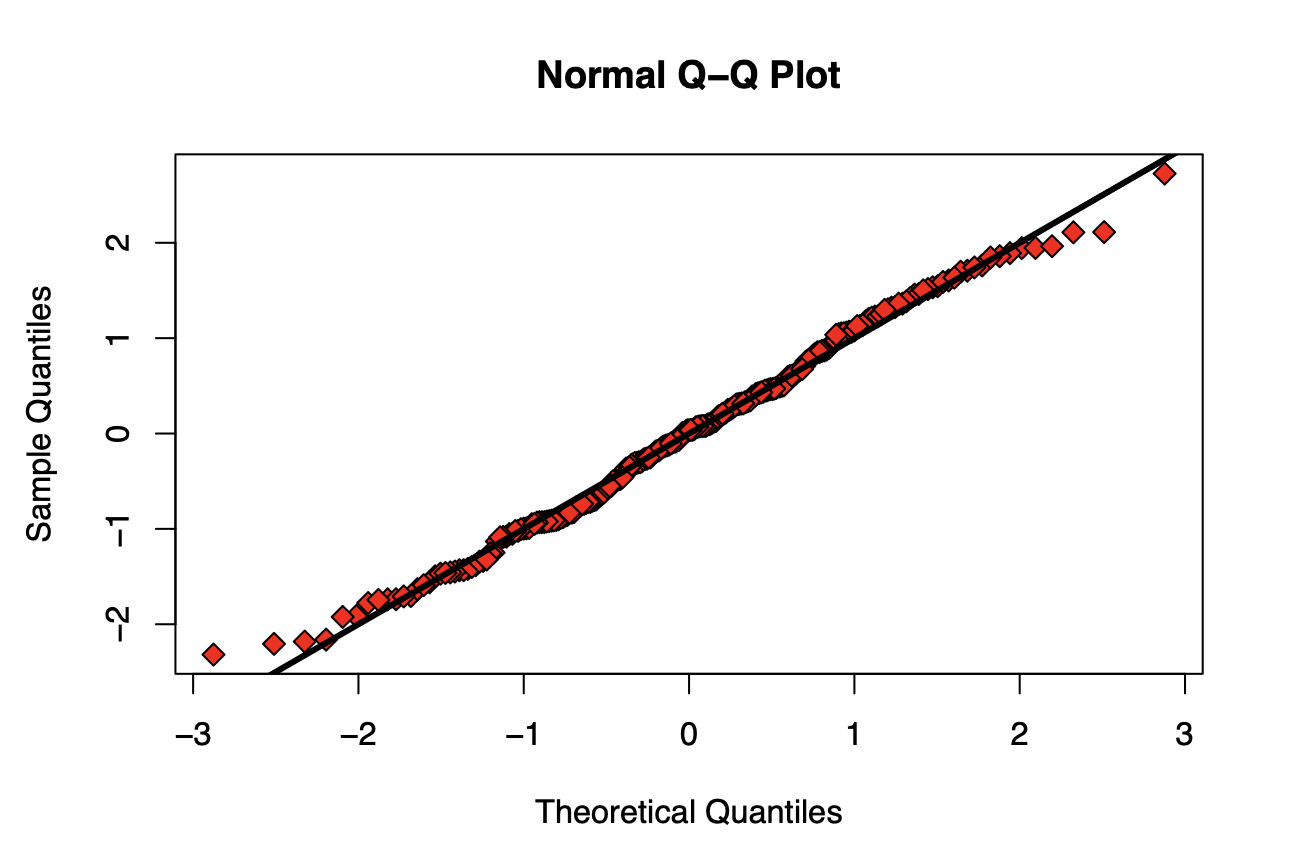 Normal Q−Q Plot
Sample Quantiles
2
1
0
−1
−2
−3 −2 −1 0 1 2 3
Theoretical Quantiles